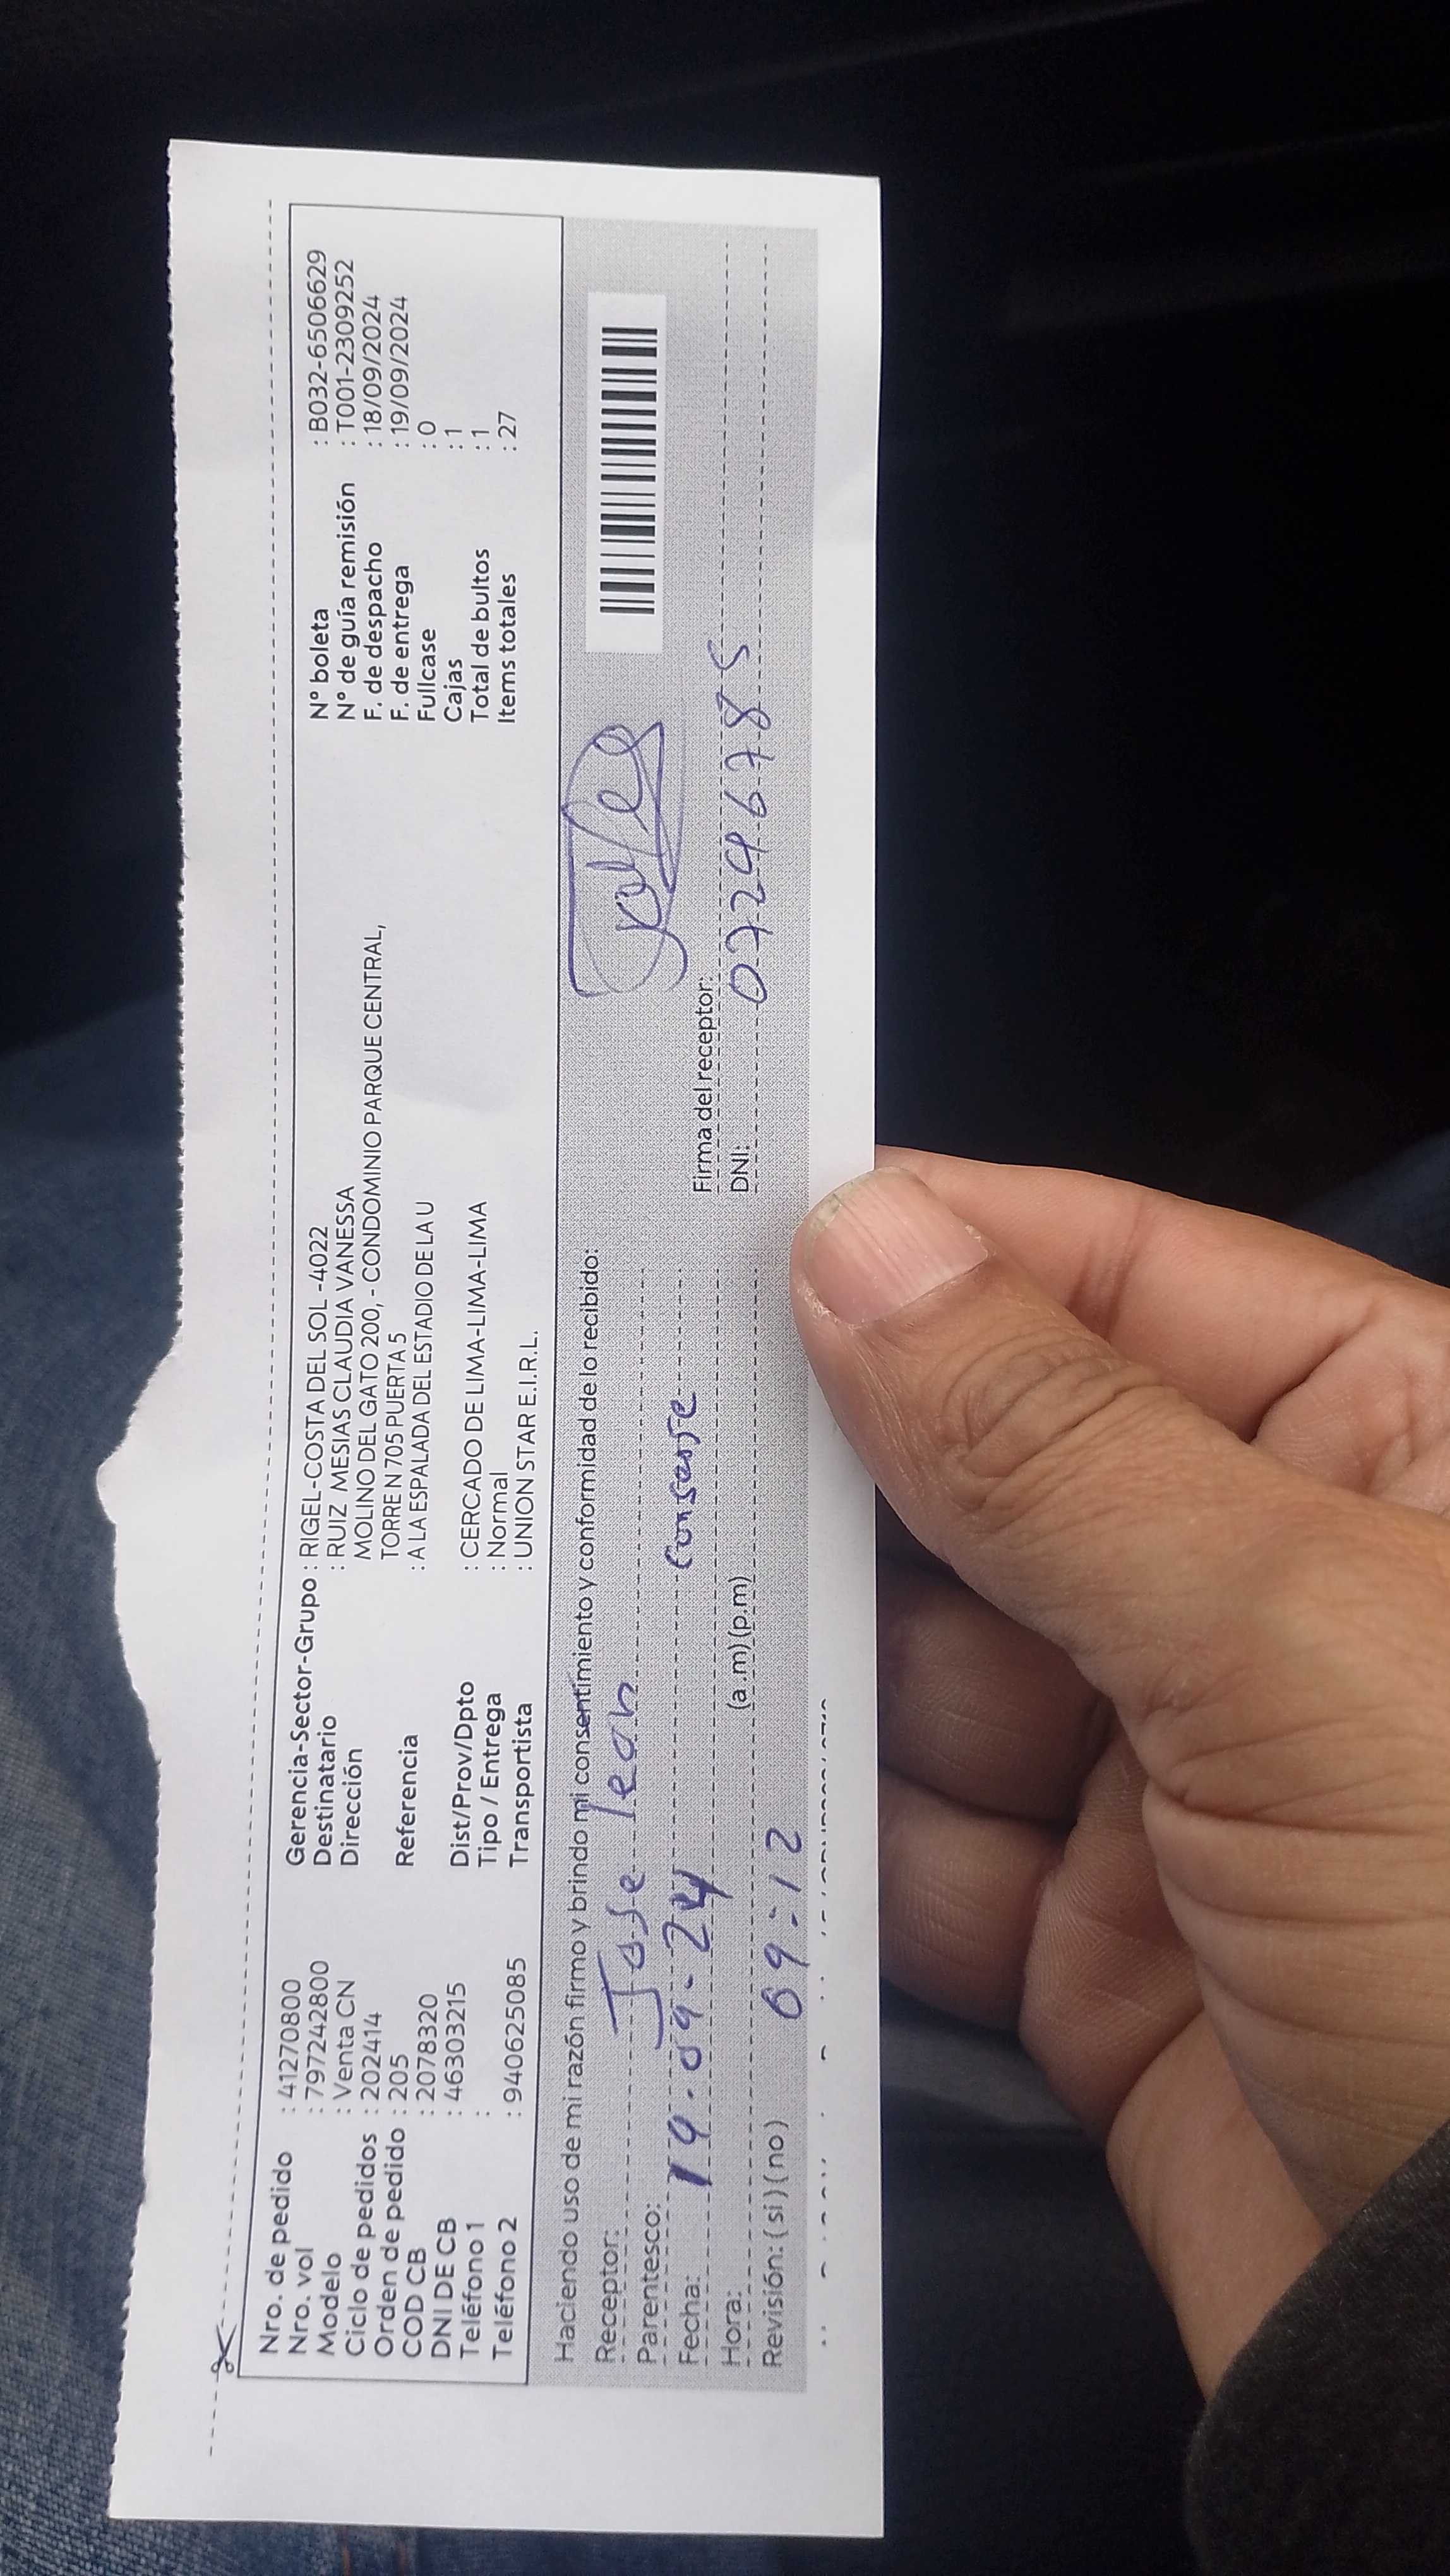 Nro. de pedido : 41270800
Nro. vol : 797242800
Modelo : Venta CN
Ciclo de pedidos : 202414
Orden de pedido : 205
COD CB : 2078320
DNI DE CB : 46303215
Teléfono 1 :
Teléfono 2 : 940625085
Gerencia-Sector-Grupo : RIGEL-COSTA DEL SOL -4022
Destinatario : RUIZ MESIAS CLAUDIA VANESSA
Dirección MOLINO DEL GATO 200, - CONDOMINIO PARQUE CENTRAL,
TORRE N 705 PUERTA 5
Referencia : A LA ESPALADA DEL ESTADIO DE LA U
Dist/Prov/Dpto : CERCADO DE LIMA-LIMA-LIMA
Tipo / Entrega : Normal
Transportista : UNION STAR E.I.R.L.
N° boleta : B032-6506629
N° de guía remisión : T001-2309252
F. de despacho : 18/09/2024
F. de entrega : 19/09/2024
Fullcase : 0
Cajas : 1
Total de bultos : 1
Items totales : 27
Haciendo uso de mi razón firmo y brindo mi consentimiento y conformidad de lo recibido:
Receptor: Jose lean
Parentesco:
Fecha: 19.09.24
Hora: (a .m) (p.m)
Revisión: ( si ) ( no ) 09:12
Firma del receptor:
DNI: 07296785